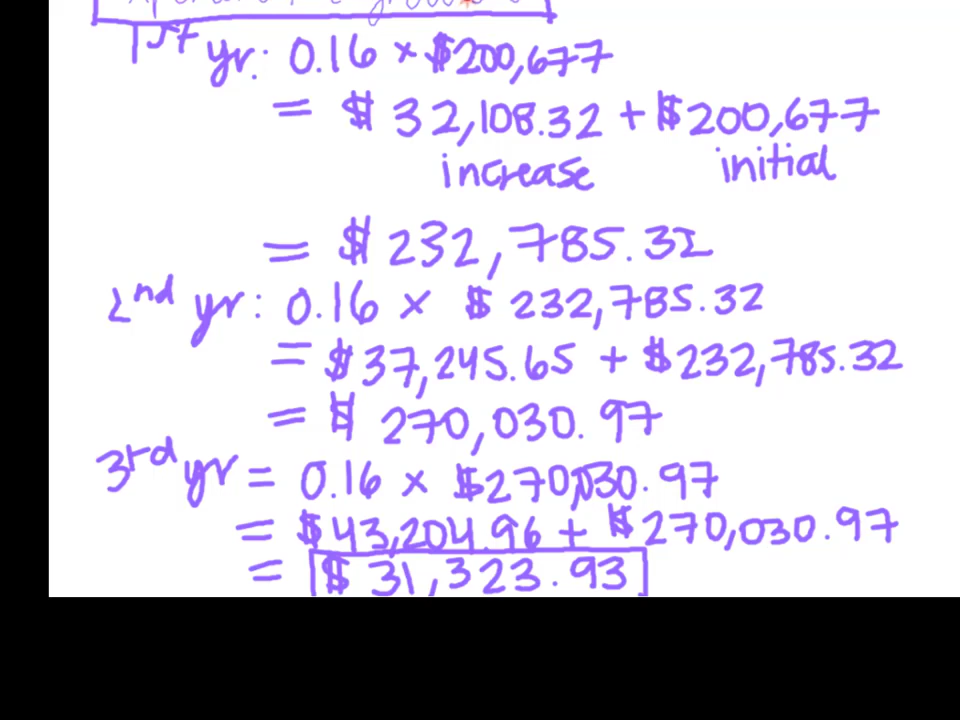 1st yr: 0.16 × $200,677
= $ 32,108.32 + $200,677
increase initial
= $ 232,785.32
2nd yr: 0.16 × $ 232,785.32
= $37,245.65 + $232,785.32
= $ 270,030.97
3rd yr = 0.16 × $270,030.97
= $43,204.96 + $270,030.97
= $ 31,323.93